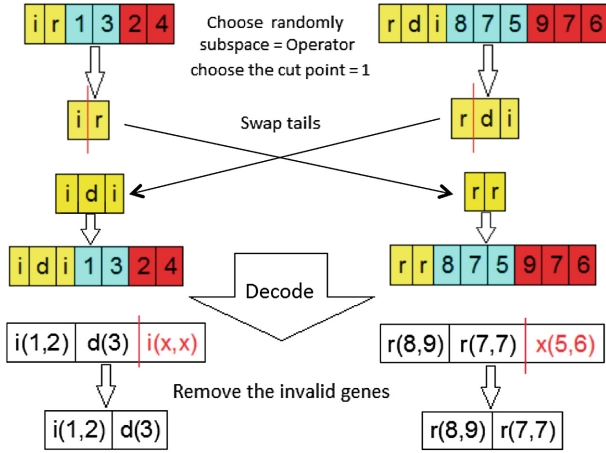 i r 1 3 2 4
Choose randomly
subspace = Operator
choose the cut point = 1
r d i 8 7 5 9 7 6
i r
Swap tails
r d i
i d i
r r
i d i 1 3 2 4
Decode
r r 8 7 5 9 7 6
i(1,2) d(3) i(x,x)
r(8,9) r(7,7) x(5,6)
Remove the invalid genes
i(1,2) d(3)
r(8,9) r(7,7)